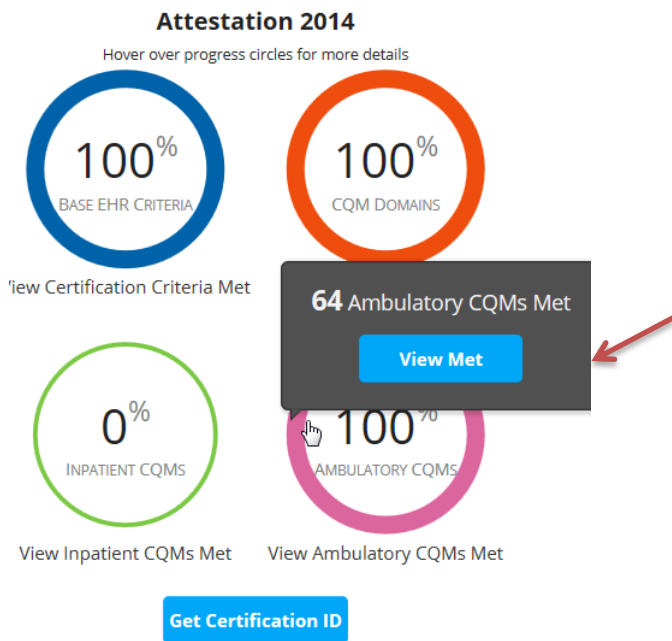 Attestation 2014
Hover over progress circles for more details
100%
BASE EHR CRITERIA
100%
CQM DOMAINS
iew Certification Criteria Met
64 Ambulatory CQMs Met
View Met
0%
INPATIENT CQMS
100%
AMBULATORY CQMS
View Inpatient CQMs Met
View Ambulatory CQMs Met
Get Certification ID